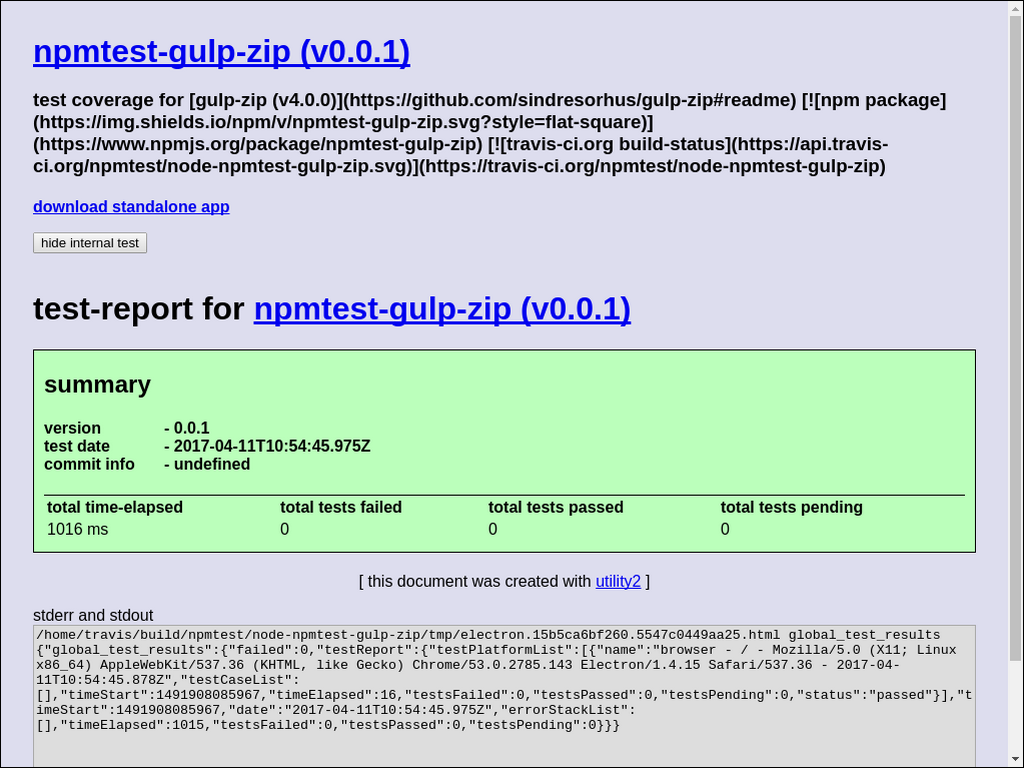 npmtest-gulp-zip (v0.0.1)
test coverage for [gulp-zip (v4.0.0)](https://github.com/sindresorhus/gulp-zip#readme) [![npm package]
(https://img.shields.io/npm/v/npmtest-gulp-zip.svg?style=flat-square)]
(https://www.npmjs.org/package/npmtest-gulp-zip) [![travis-ci.org build-status](https://api.travis-
ci.org/npmtest/node-npmtest-gulp-zip.svg)](https://travis-ci.org/npmtest/node-npmtest-gulp-zip)
download standalone app
hide internal test
test-report for npmtest-gulp-zip (v0.0.1)
summary
version - 0.0.1
test date - 2017-04-11T10:54:45.975Z
commit info - undefined
total time-elapsed total tests failed total tests passed total tests pending
1016 ms 0 0 0
[ this document was created with utility2 ]
stderr and stdout
/home/travis/build/npmtest/node-npmtest-gulp-zip/tmp/electron.15b5ca6bf260.5547c0449aa25.html global_test_results
{"global_test_results":{"failed":0,"testReport":{"testPlatformList":[{"name":"browser - / - Mozilla/5.0 (X11; Linux
x86_64) AppleWebKit/537.36 (KHTML, like Gecko) Chrome/53.0.2785.143 Electron/1.4.15 Safari/537.36 - 2017-04-
11T10:54:45.878Z","testCaseList":
[],"timeStart":1491908085967,"timeElapsed":16,"testsFailed":0,"testsPassed":0,"testsPending":0,"status":"passed"}],"t
imeStart":1491908085967,"date":"2017-04-11T10:54:45.975Z","errorStackList":
[],"timeElapsed":1015,"testsFailed":0,"testsPassed":0,"testsPending":0}}}